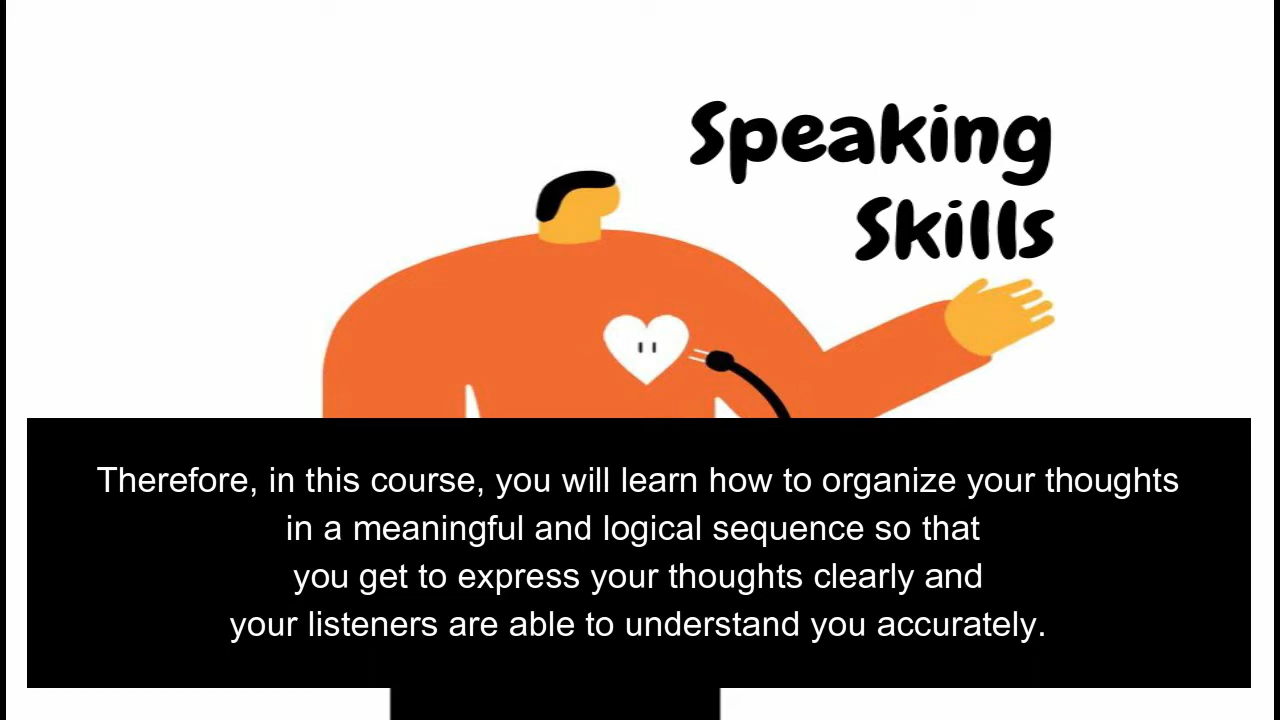 Speaking
Skills
Therefore, in this course, you will learn how to organize your thoughts
in a meaningful and logical sequence so that
you get to express your thoughts clearly and
your listeners are able to understand you accurately.